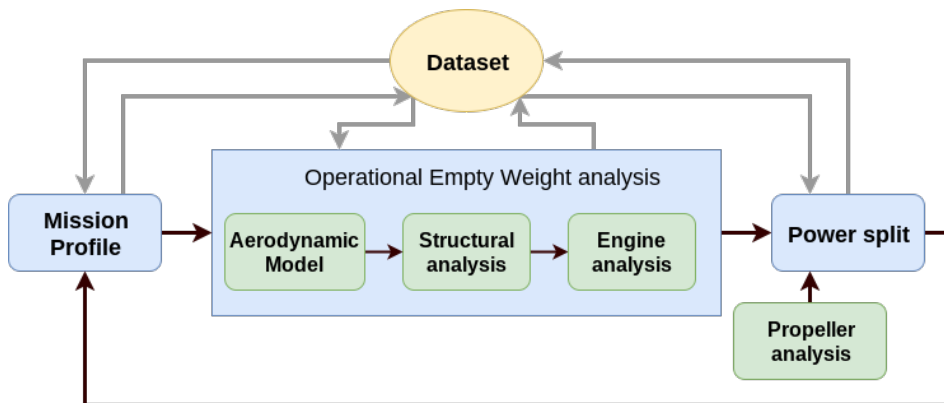 Dataset
Operational Empty Weight analysis
Mission
Profile
Aerodynamic
Model
Structural
analysis
Engine
analysis
Power split
Propeller
analysis